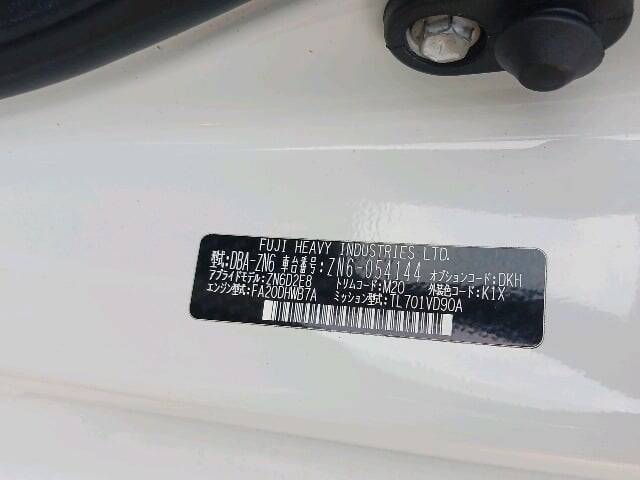 FUJI HEAVY INDUSTRIES LTD.
型式:DBA-ZN6 車台番号:ZN6-054144 オプションコード:DKH
アプライドモデル:ZN6D2E8 トリムコード:M20 外装色コード:K1X
エンジン型式:FA20DHWB7A ミッション型式:TL701VD90A